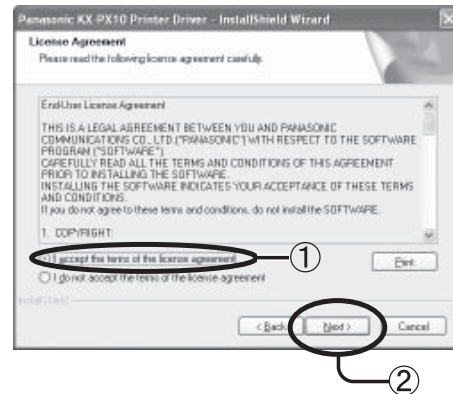 Panasonic KX-PX10 Printer Driver - InstallShield Wizard
License Agreement
Please read the following license agreement carefully.
End-User License Agreement
THIS IS A LEGAL AGREEMENT BETWEEN YOU AND PANASONIC
COMMUNICATIONS CO., LTD ("PANASONIC") WITH RESPECT TO THE SOFTWARE
PROGRAM ("SOFTWARE").
CAREFULLY READ ALL THE TERMS AND CONDITIONS OF THIS AGREEMENT
PRIOR TO INSTALLING THE SOFTWARE.
INSTALLING THE SOFTWARE INDICATES YOUR ACCEPTANCE OF THESE TERMS
AND CONDITIONS.
If you do not agree to these terms and conditions, do not install the SOFTWARE.
1. COPYRIGHT:
I accept the terms of the license agreement
①
Print
I do not accept the terms of the license agreement
InstallShield
< Back
Next >
Cancel
②